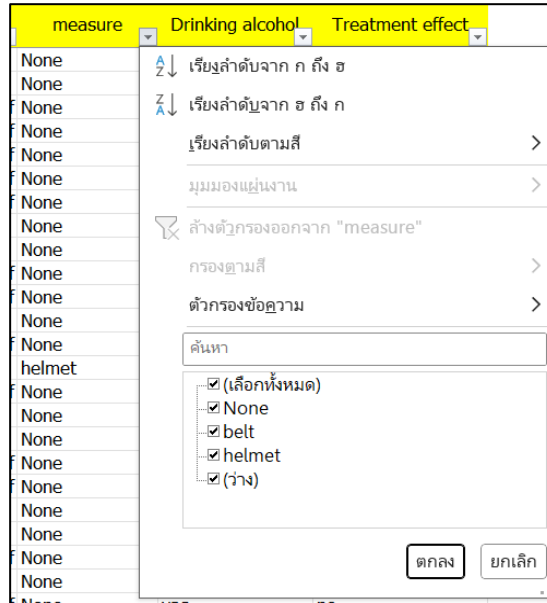 measure Drinking alcohol Treatment effect
None
None
f None
f None
f None
f None
f None
None
None
f None
f None
None
f None
helmet
f None
None
None
f None
f None
None
None
f None
None
เรียงลำดับจาก ก ถึง ฮ
เรียงลำดับจาก ฮ ถึง ก
เรียงลำดับตามสี
มุมมองแผ่นงาน
ล้างตัวกรองออกจาก "measure"
กรองตามสี
ตัวกรองข้อความ
ค้นหา
(เลือกทั้งหมด)
None
belt
helmet
(ว่าง)
ตกลง ยกเลิก